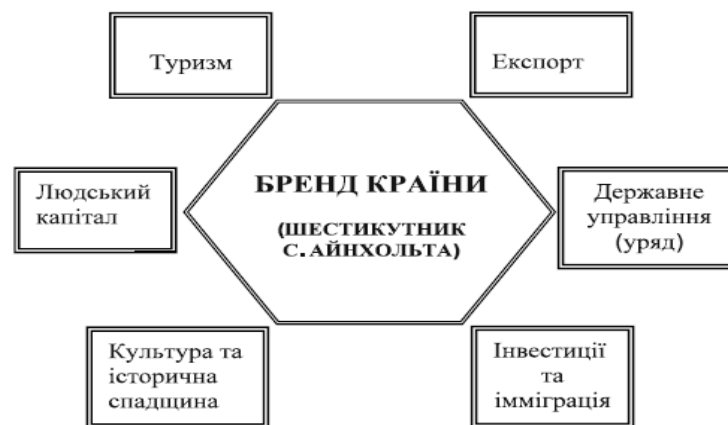 Туризм
Експорт
БРЕНД КРАЇНИ
(ШЕСТИКУТНИК
С. АЙНХОЛЬТА)
Людський
капітал
Державне
управління
(уряд)
Культура та
історична
спадщина
Інвестиції
та
імміграція